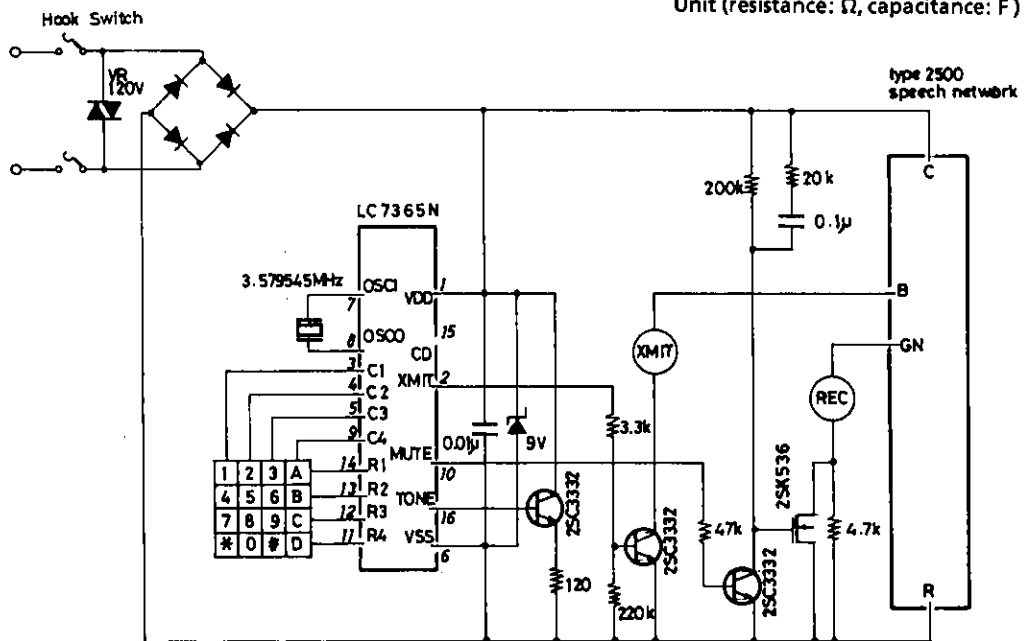 Unit (resistance: Ω, capacitance: F)
Hook Switch
VR
120V
type 2500
speech network
C
20k
200k
0.1μ
LC7365N
3.579545MHz
OSCI
7
VDD
1
15
OSCO
8
CD
B
3
C1
XMIT
2
XMIT
GN
4
C2
5
C3
REC
9
C4
3.3k
0.01μ
9V
MUTE
10
14
R1
13
R2
TONE
16
12
R3
11
R4
VSS
6
1 2 3 A
4 5 6 B
7 8 9 C
* 0 # D
2SC3332
2SC3332
47k
2SK536
4.7k
120
220k
2SC3332
R